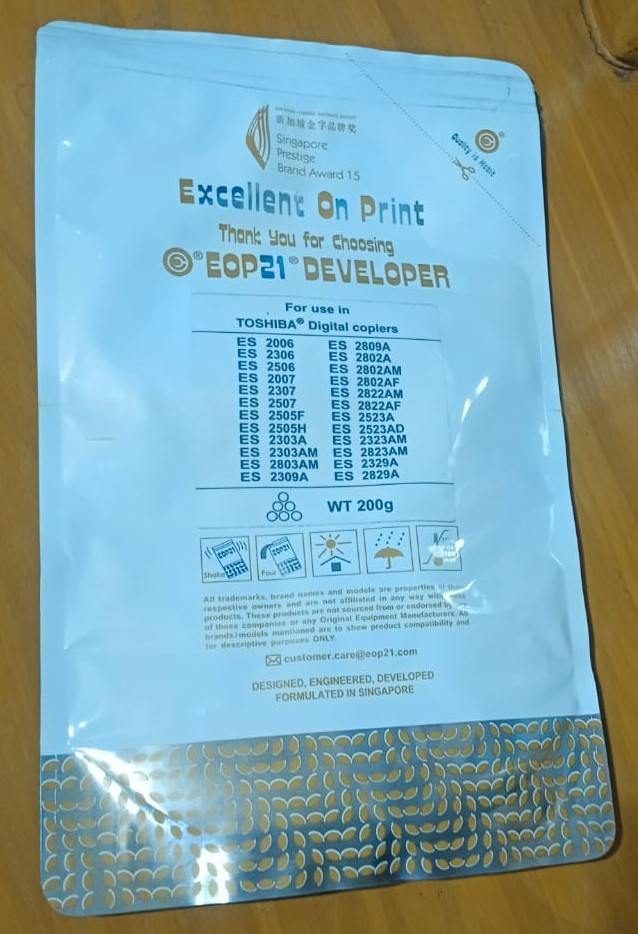 新加坡金字品牌奖
Singapore
Prestige
Brand Award 15
Quality is Habit
Excellent On Print
Thank You for Choosing
®EOP21® DEVELOPER
For use in
TOSHIBA® Digital copiers
ES 2006 ES 2809A
ES 2306 ES 2802A
ES 2506 ES 2802AM
ES 2007 ES 2802AF
ES 2307 ES 2822AM
ES 2507 ES 2822AF
ES 2505F ES 2523A
ES 2505H ES 2523AD
ES 2303A ES 2323AM
ES 2303AM ES 2823AM
ES 2803AM ES 2329A
ES 2309A ES 2829A
WT 200g
EOP21
EOP21
Shake
Pour
All trademarks, brand names and models are properties of their
respective owners and are not affiliated in any way with
products. These products are not sourced from or endorsed by
of those companies or any Original Equipment Manufacturers. All
brands/models mentioned are to show product compatibility and
for descriptive purposes ONLY.
customer.care@eop21.com
DESIGNED, ENGINEERED, DEVELOPED
FORMULATED IN SINGAPORE